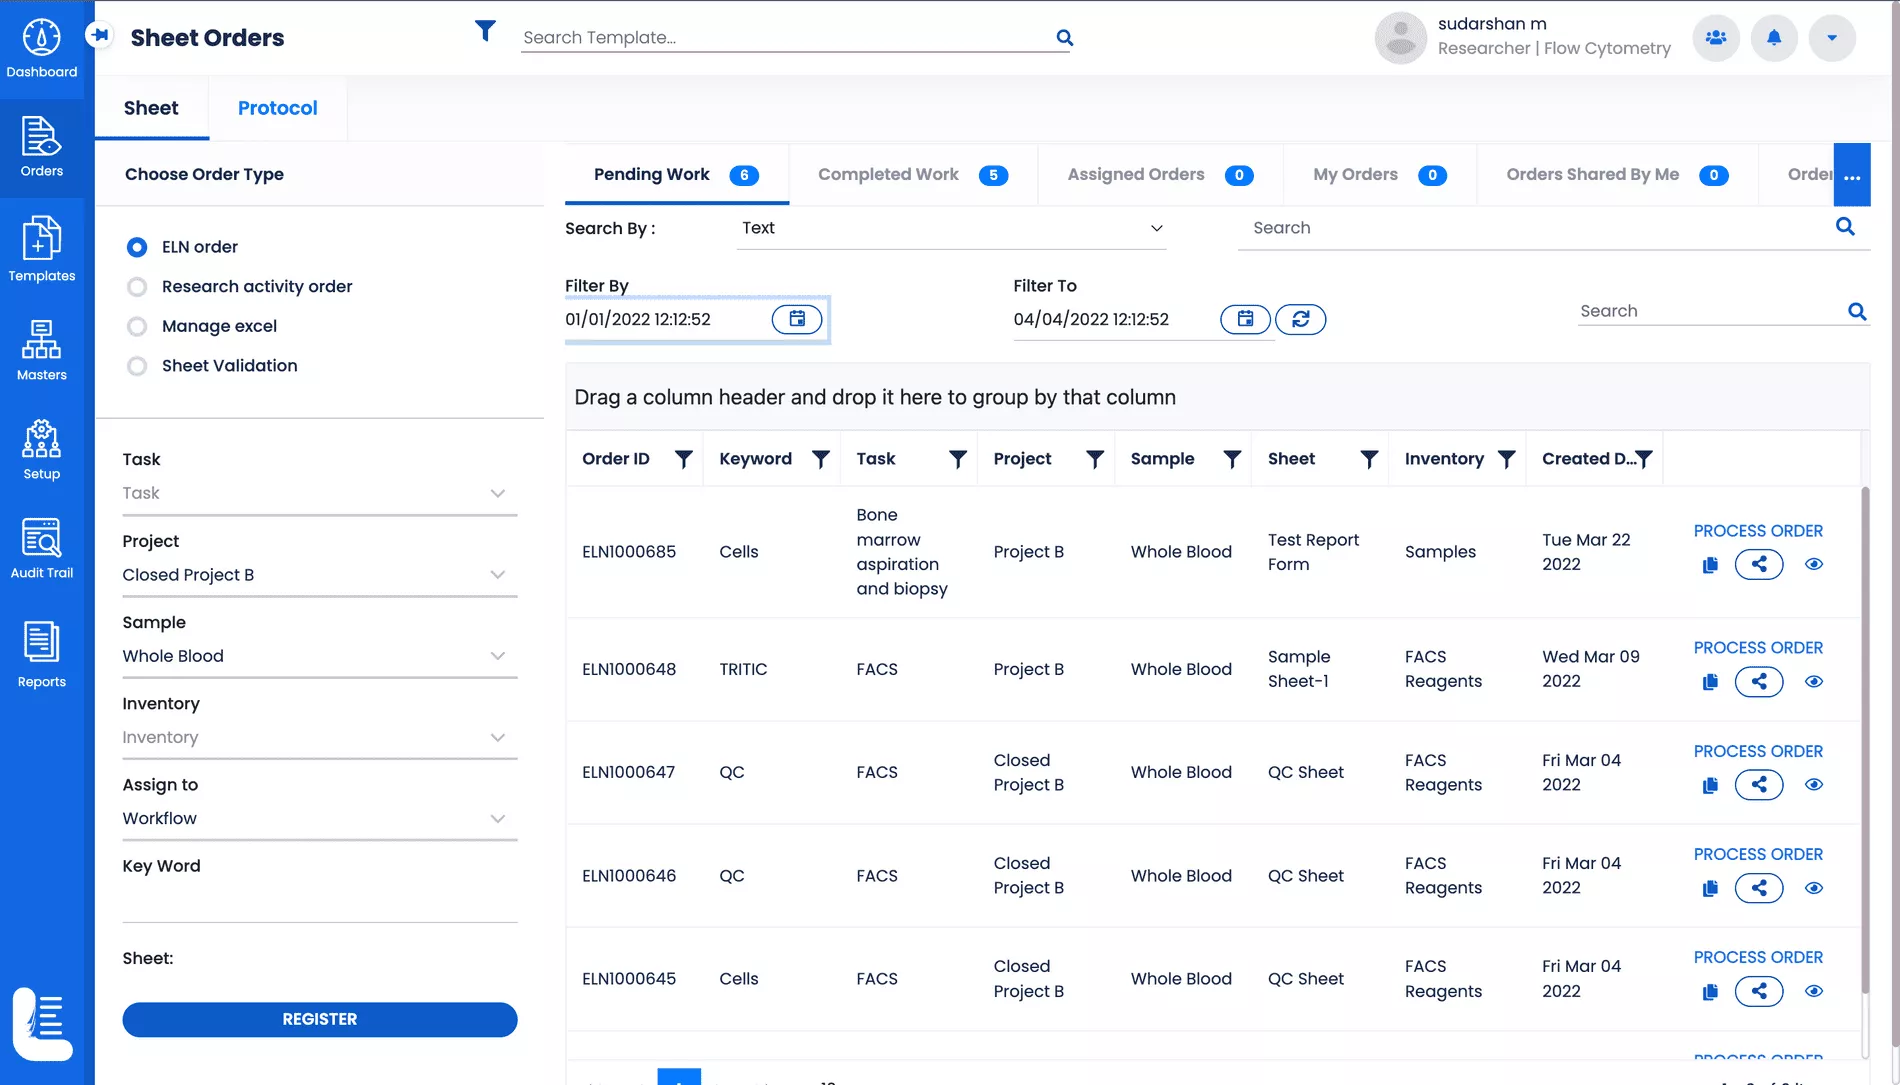 Dashboard
Orders
Templates
Masters
Setup
Audit Trail
Reports
Sheet Orders
Search Template...
sudarshan m
Researcher | Flow Cytometry
Sheet
Protocol
Choose Order Type
ELN order
Research activity order
Manage excel
Sheet Validation
Task
Task
Project
Closed Project B
Sample
Whole Blood
Inventory
Inventory
Assign to
Workflow
Key Word
Sheet:
REGISTER
Pending Work 6
Completed Work 5
Assigned Orders 0
My Orders 0
Orders Shared By Me 0
Order
...
Search By :
Text
Search
Filter By
01/01/2022 12:12:52
Filter To
04/04/2022 12:12:52
Search
Drag a column header and drop it here to group by that column
Order ID Keyword Task Project Sample Sheet Inventory Created D...
ELN1000685
Cells
Bone
marrow
aspiration
and biopsy
Project B
Whole Blood
Test Report
Form
Samples
Tue Mar 22
2022
PROCESS ORDER
ELN1000648
TRITIC
FACS
Project B
Whole Blood
Sample
Sheet-1
FACS
Reagents
Wed Mar 09
2022
PROCESS ORDER
ELN1000647
QC
FACS
Closed
Project B
Whole Blood
QC Sheet
FACS
Reagents
Fri Mar 04
2022
PROCESS ORDER
ELN1000646
QC
FACS
Closed
Project B
Whole Blood
QC Sheet
FACS
Reagents
Fri Mar 04
2022
PROCESS ORDER
ELN1000645
Cells
FACS
Closed
Project B
Whole Blood
QC Sheet
FACS
Reagents
Fri Mar 04
2022
PROCESS ORDER
PROCESS ORDER